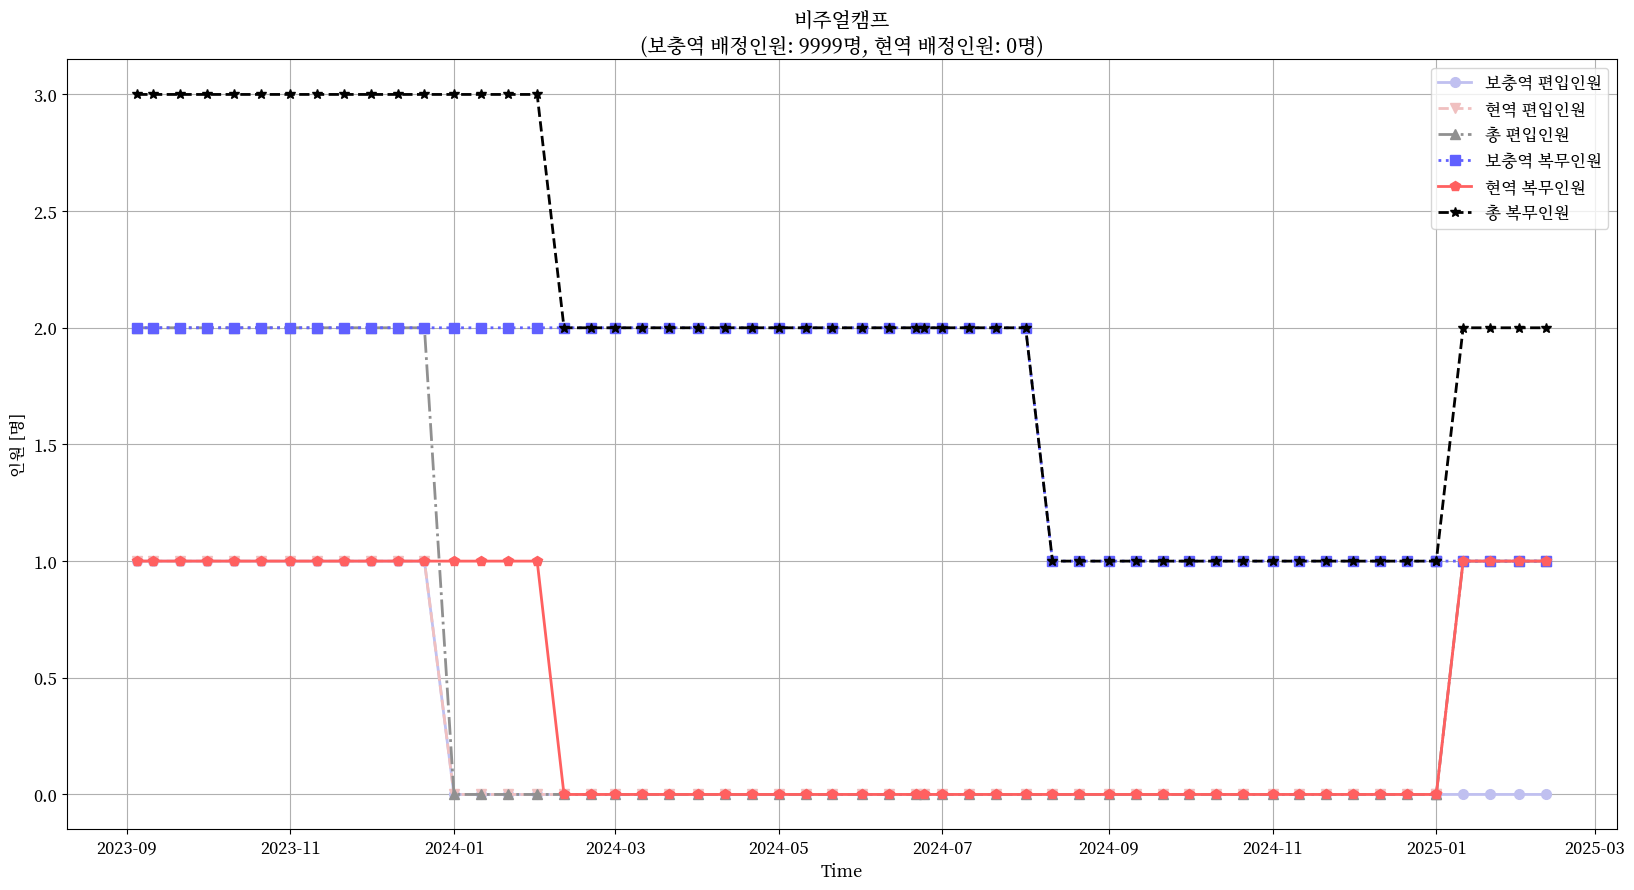 비주얼캠프
(보충역 배정인원: 9999명, 현역 배정인원: 0명)
보충역 편입인원
현역 편입인원
총 편입인원
보충역 복무인원
현역 복무인원
총 복무인원
인원 [명]
3.0
2.5
2.0
1.5
1.0
0.5
0.0
2023-09 2023-11 2024-01 2024-03 2024-05 2024-07 2024-09 2024-11 2025-01 2025-03
Time